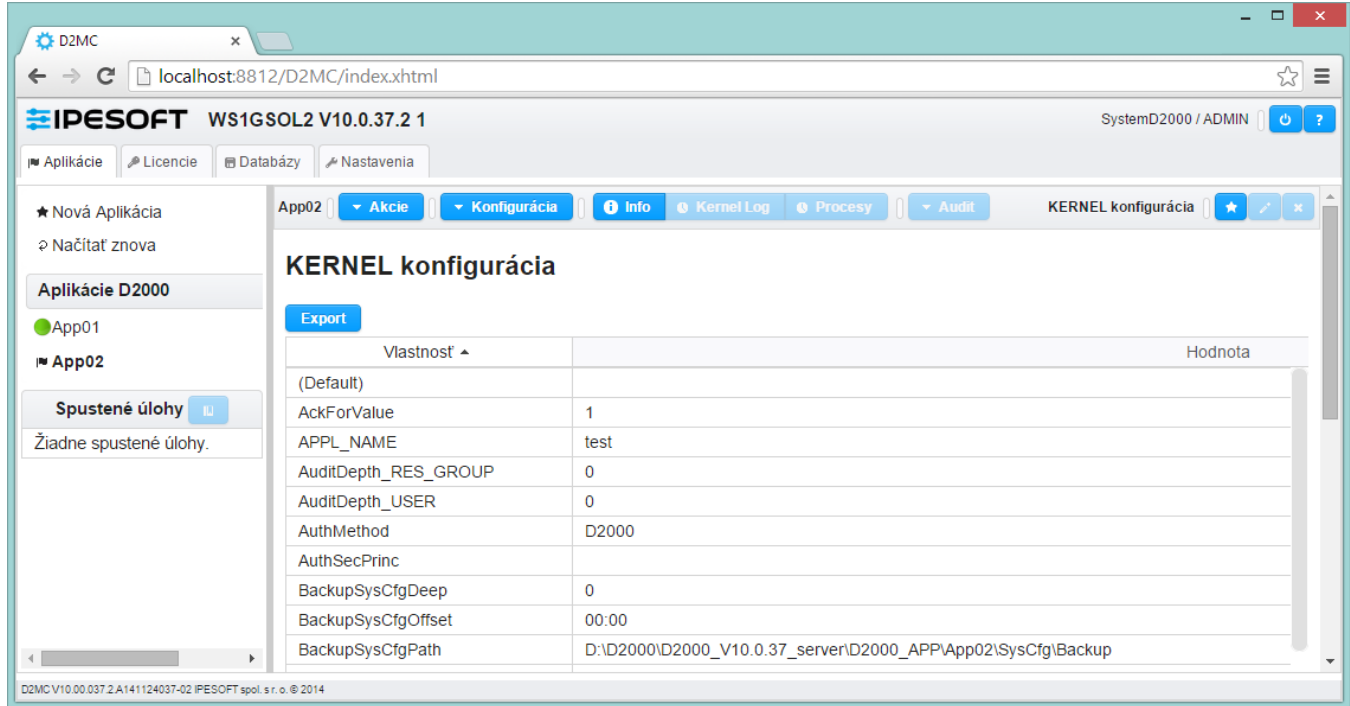 D2MC
localhost:8812/D2MC/index.xhtml
IPESOFT WS1GSOL2 V10.0.37.2 1 SystemD2000 / ADMIN ?
Aplikácie Licencie Databázy Nastavenia
Nová Aplikácia
Načítať znova
Aplikácie D2000
App01
App02
Spustené úlohy
Žiadne spustené úlohy.
App02 Akcie Konfigurácia Info Kernel Log Procesy Audit KERNEL konfigurácia
KERNEL konfigurácia
Export
Vlastnosť Hodnota
(Default)
AckForValue 1
APPL_NAME test
AuditDepth_RES_GROUP 0
AuditDepth_USER 0
AuthMethod D2000
AuthSecPrinc
BackupSysCfgDeep 0
BackupSysCfgOffset 00:00
BackupSysCfgPath D:\D2000\D2000_V10.0.37_server\D2000_APP\App02\SysCfg\Backup
D2MC V10.00.037.2.A141124037-02 IPESOFT spol. s r. o. © 2014